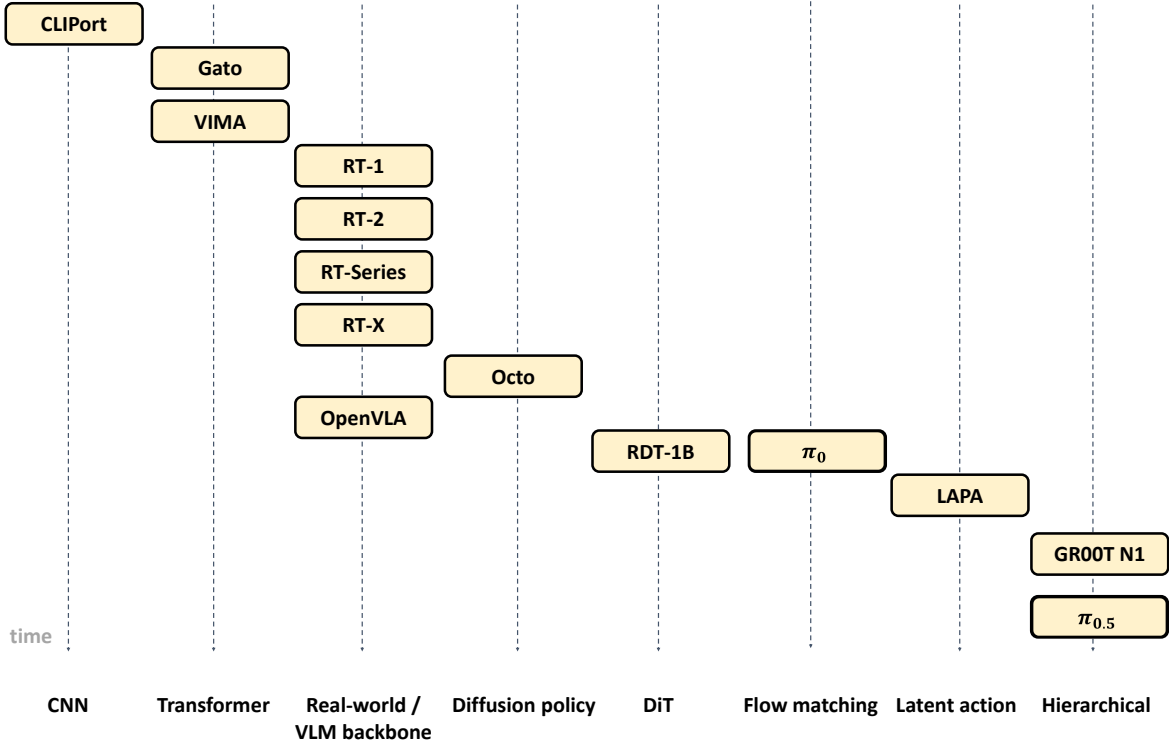 CLIPort
Gato
VIMA
RT-1
RT-2
RT-Series
RT-X
Octo
OpenVLA
RDT-1B
π₀
LAPA
GR00T N1
π₀.₅
time
CNN
Transformer
Real-world /
VLM backbone
Diffusion policy
DiT
Flow matching
Latent action
Hierarchical